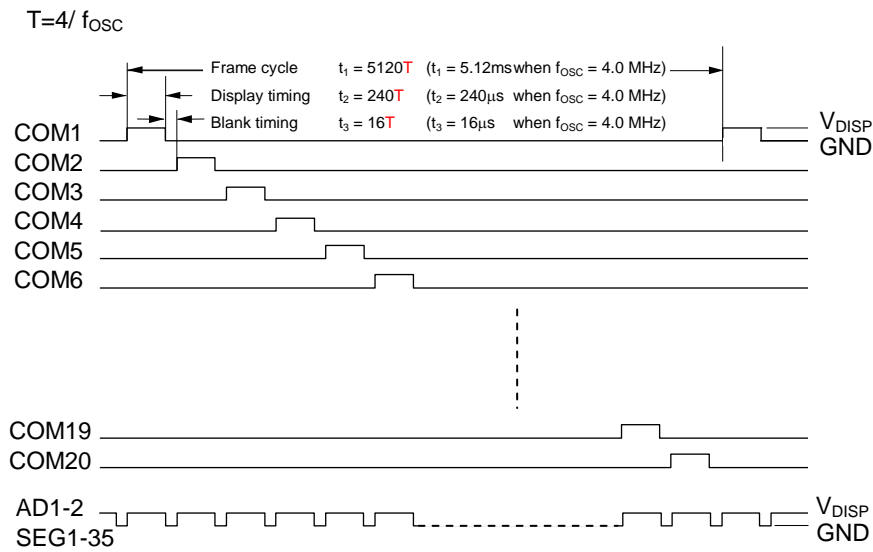 T=4/ fOSC
Frame cycle t1 = 5120T (t1 = 5.12ms when fOSC = 4.0 MHz)
Display timing t2 = 240T (t2 = 240µs when fOSC = 4.0 MHz)
Blank timing t3 = 16T (t3 = 16µs when fOSC = 4.0 MHz)
COM1
VDISP
GND
COM2
COM3
COM4
COM5
COM6
COM19
COM20
AD1-2
SEG1-35
VDISP
GND